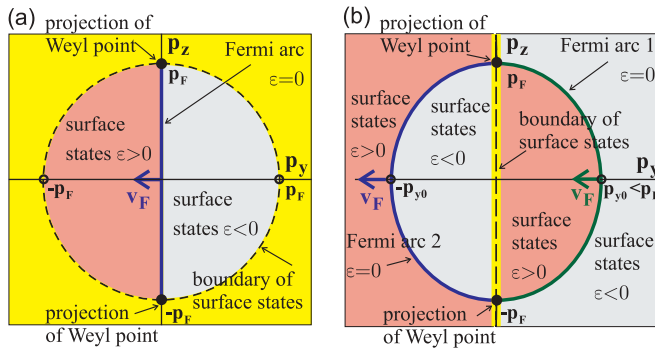 (a)
projection of
Weyl point
p_z
Fermi arc
ε=0
p_F
surface
states ε>0
p_y
-p_F
v_F
p_F
surface
states ε<0
boundary of
surface states
projection
of Weyl point
-p_F
(b)
projection of
Weyl point
p_z
Fermi arc 1
ε=0
p_F
surface
states
ε>0
surface
states
ε<0
boundary of
surface states
p_y
-p_y0
v_F
v_F
p_y0<p_F
Fermi arc 2
ε=0
surface
states
ε>0
surface
states
ε<0
projection
of Weyl point
-p_F